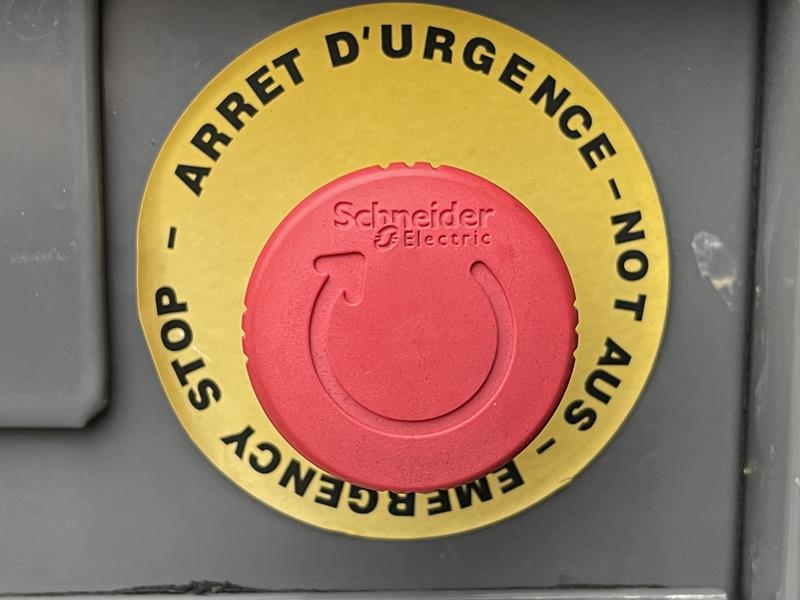 ARRET D'URGENCE – NOT AUS – EMERGENCY STOP –
Schneider
Electric